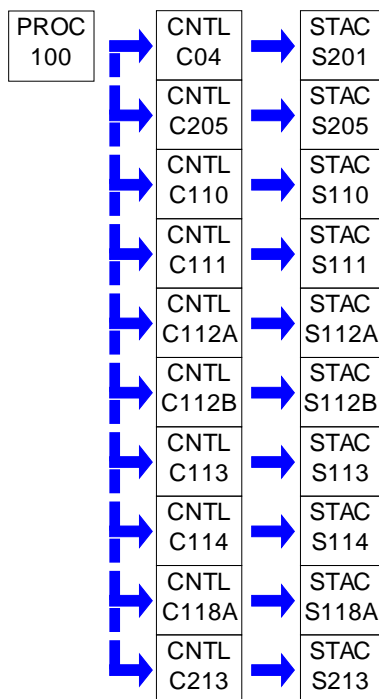 PROC
100
CNTL
C04
STAC
S201
CNTL
C205
STAC
S205
CNTL
C110
STAC
S110
CNTL
C111
STAC
S111
CNTL
C112A
STAC
S112A
CNTL
C112B
STAC
S112B
CNTL
C113
STAC
S113
CNTL
C114
STAC
S114
CNTL
C118A
STAC
S118A
CNTL
C213
STAC
S213